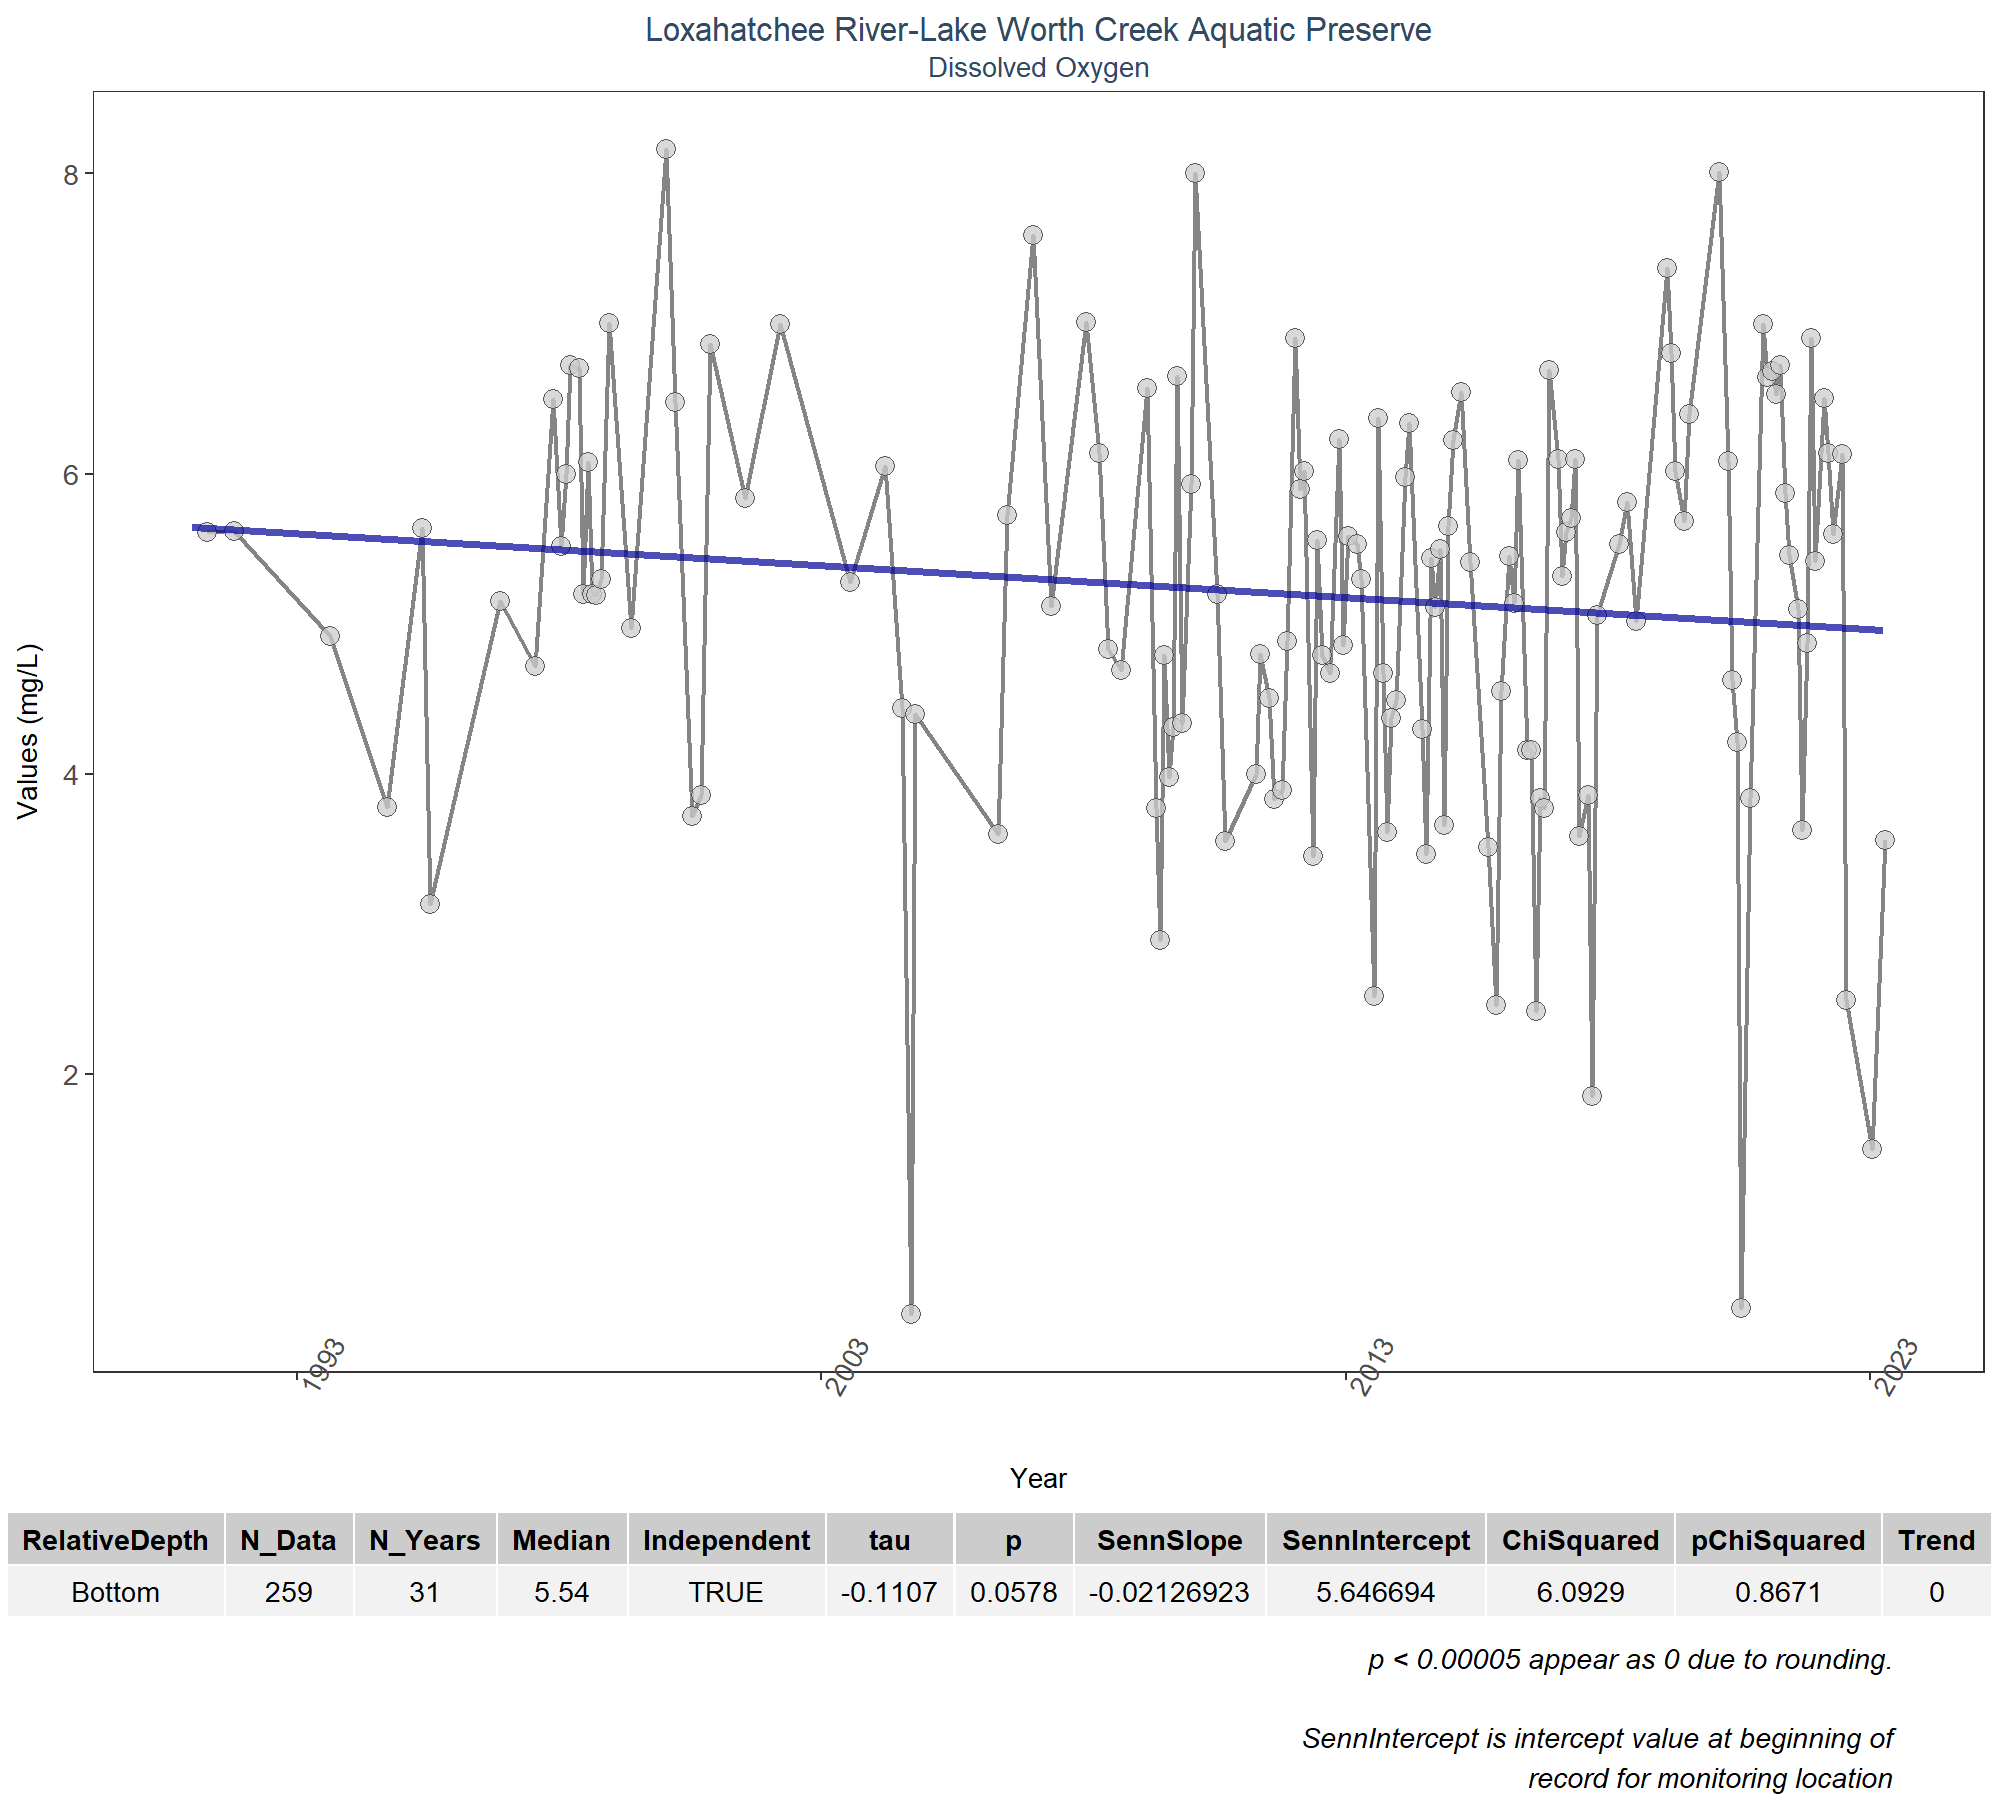 Loxahatchee River-Lake Worth Creek Aquatic Preserve
Dissolved Oxygen
Values (mg/L)
8
6
4
2
1993
2003
2013
2023
Year
RelativeDepth N_Data N_Years Median Independent tau p SennSlope SennIntercept ChiSquared pChiSquared Trend
Bottom 259 31 5.54 TRUE -0.1107 0.0578 -0.02126923 5.646694 6.0929 0.8671 0
p < 0.00005 appear as 0 due to rounding.
SennIntercept is intercept value at beginning of
record for monitoring location